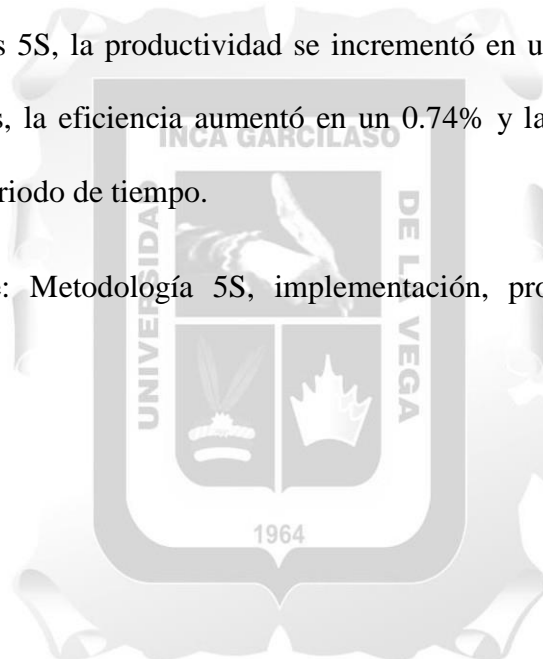 s 5S, la productividad se incrementó en u
s, la eficiencia aumentó en un 0.74% y la
INCA GARCILASO
riodo de tiempo.
UNIVERSIDAD
DE LA VEGA
: Metodología 5S, implementación, pro
1964